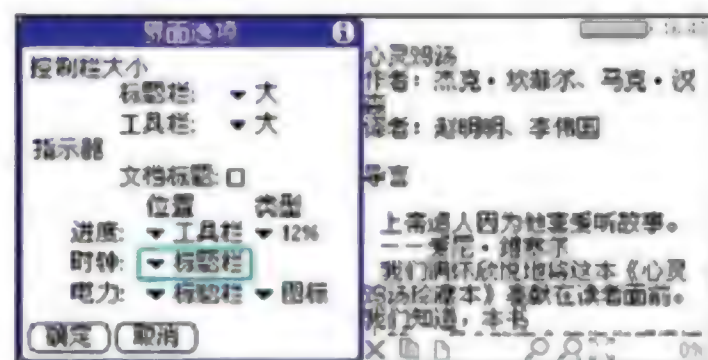 界面选项
控制栏大小
标题栏: 大
工具栏: 大
指示器
文档标题:
位置 类型
进度: 工具栏 12%
时钟: 标题栏
电力: 标题栏 图标
确定 取消
心灵鸡汤
作者：杰克·坎菲尔、马克·汉
译者：赵明明、李伟国
导言
上帝造人因为他喜爱听故事。
我们满怀欣悦地将这本《心灵
鸡汤珍藏本》奉献在读者面前。
我们知道，本书
0%